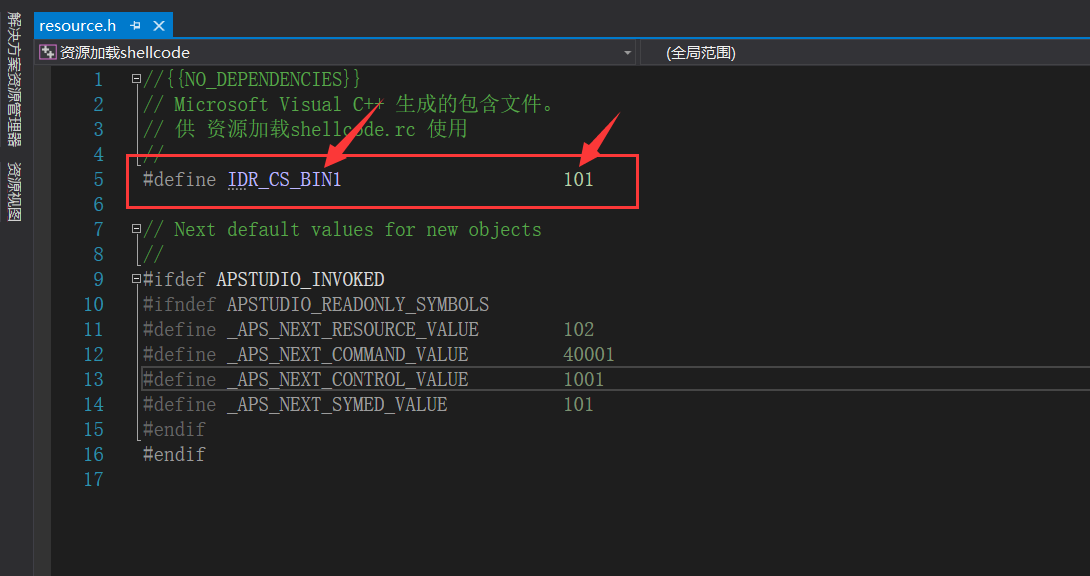 解决方案资源管理器
资源视图
resource.h
资源加载shellcode
(全局范围)
1 //{{NO_DEPENDENCIES}}
2 // Microsoft Visual C++ 生成的包含文件。
3 // 供 资源加载shellcode.rc 使用
4 //
5 #define IDR_CS_BIN1 101
6
7 // Next default values for new objects
8 //
9 #ifdef APSTUDIO_INVOKED
10 #ifndef APSTUDIO_READONLY_SYMBOLS
11 #define _APS_NEXT_RESOURCE_VALUE 102
12 #define _APS_NEXT_COMMAND_VALUE 40001
13 #define _APS_NEXT_CONTROL_VALUE 1001
14 #define _APS_NEXT_SYMED_VALUE 101
15 #endif
16 #endif
17